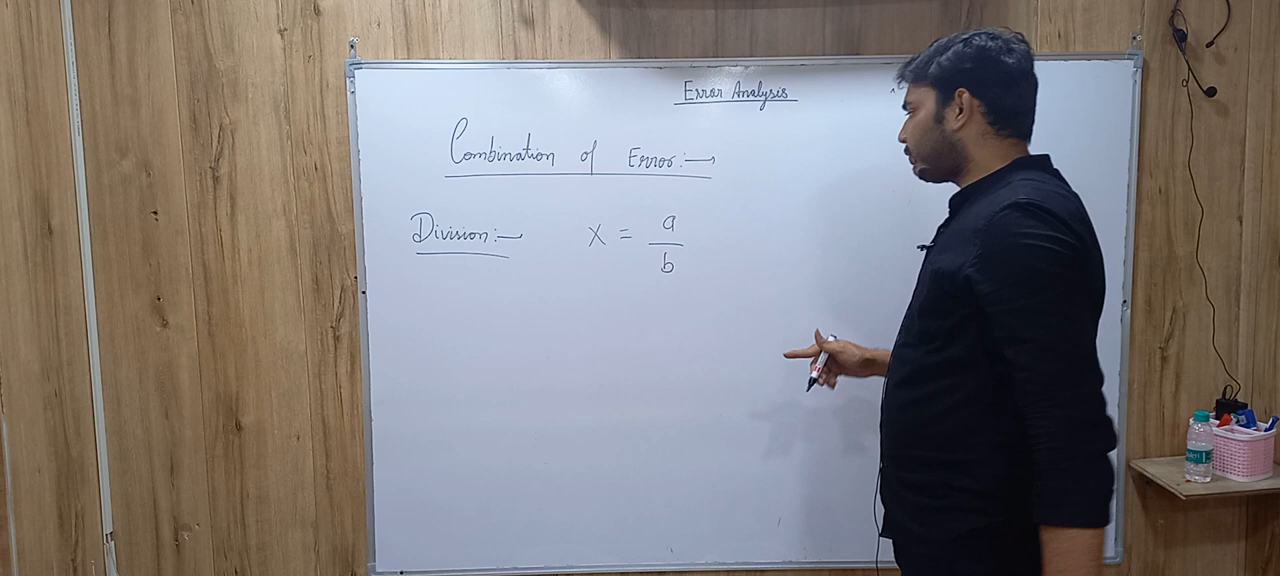 Error Analysis
Combination of Error:→
Division:→ x = a/b